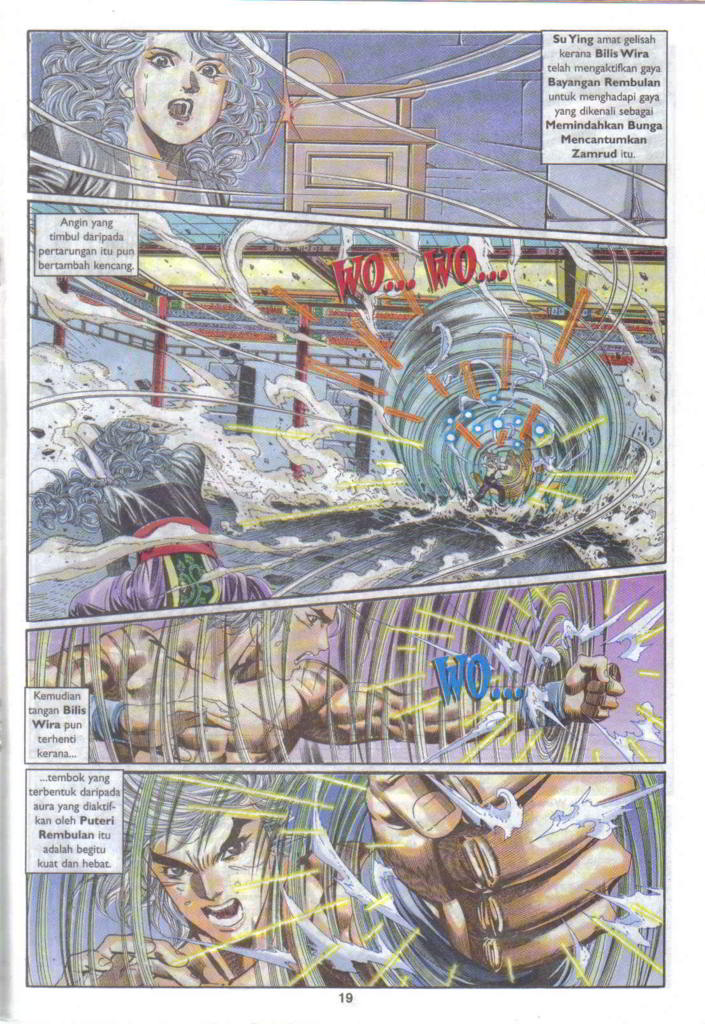 Su Ying amat gelisah
kerana Bilis Wira
telah mengaktifkan gaya
Bayangan Rembulan
untuk menghadapi gaya
yang dikenali sebagai
Memindahkan Bunga
Mencantumkan
Zamrud itu.
Angin yang
timbul daripada
pertarungan itu pun
bertambah kencang.
WO... WO...
Kemudian
tangan Bilis
Wira pun
terhenti
kerana...
WO...
...tembok yang
terbentuk daripada
aura yang diaktif-
kan oleh Puteri
Rembulan itu
adalah begitu
kuat dan hebat.
19